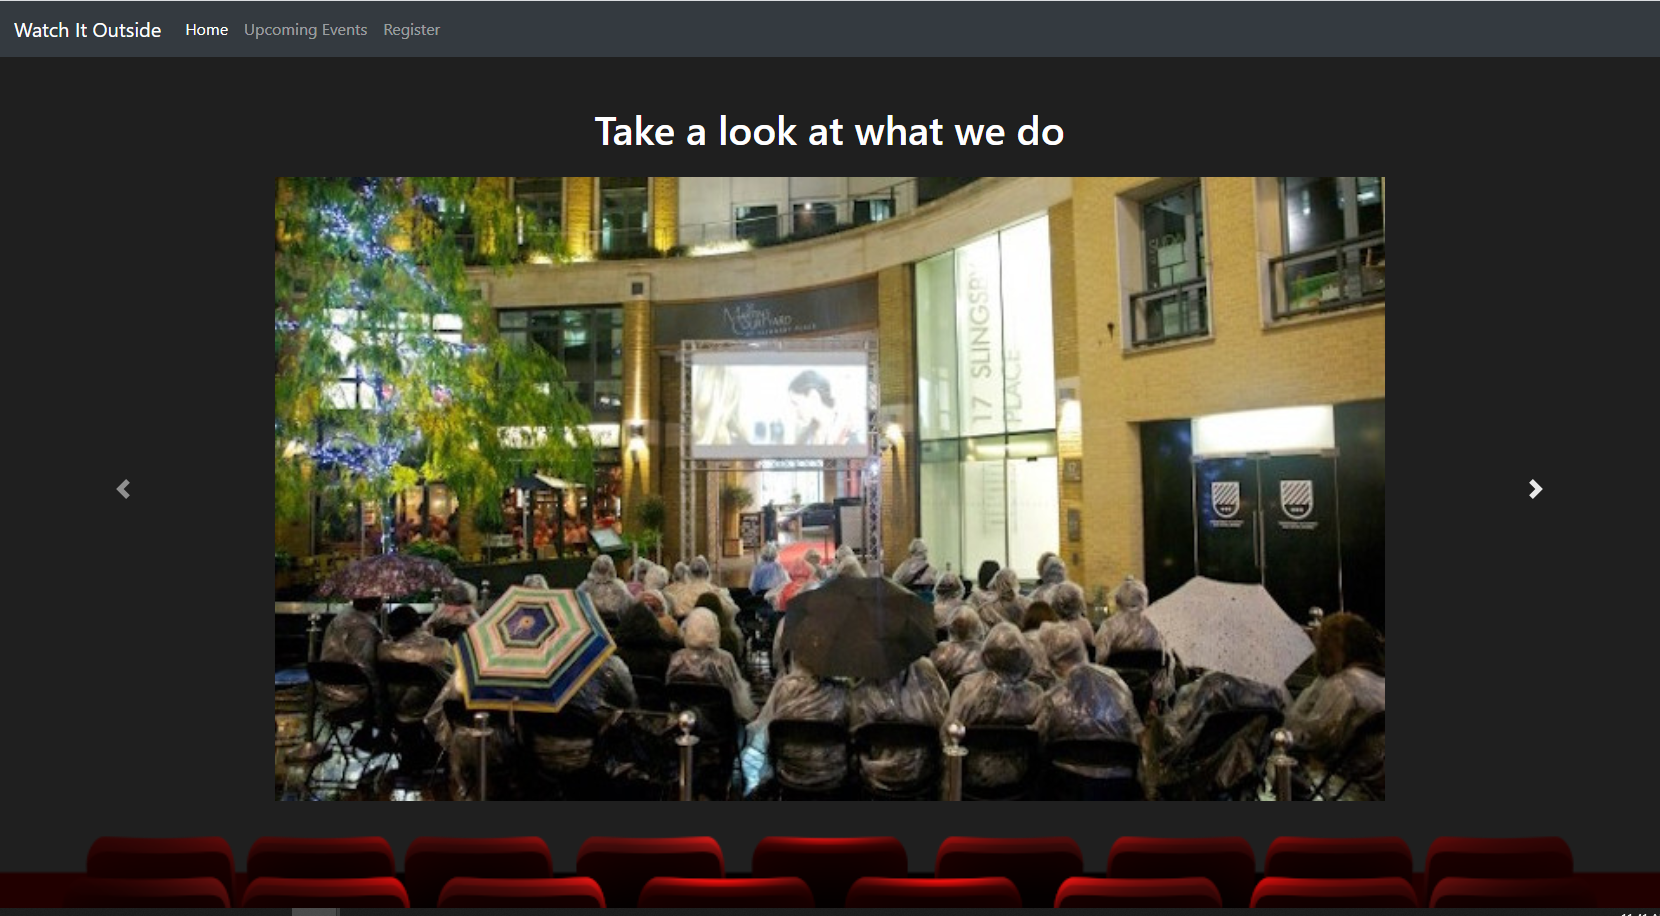 Watch It Outside Home Upcoming Events Register
Take a look at what we do
17 SLINGSBY
PLACE